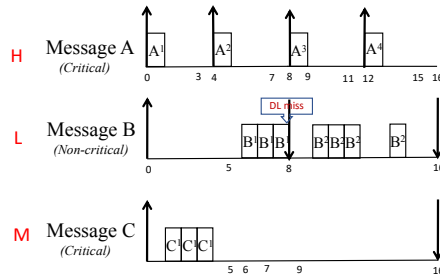 H Message A A¹ A² A³ A⁴
(Critical) 0 3 4 7 8 9 11 12 15 16
DL miss
L Message B B¹ B¹ B¹ B² B² B² B²
(Non-critical) 0 5 8
M Message C C¹ C¹ C¹
(Critical) 5 6 7 9